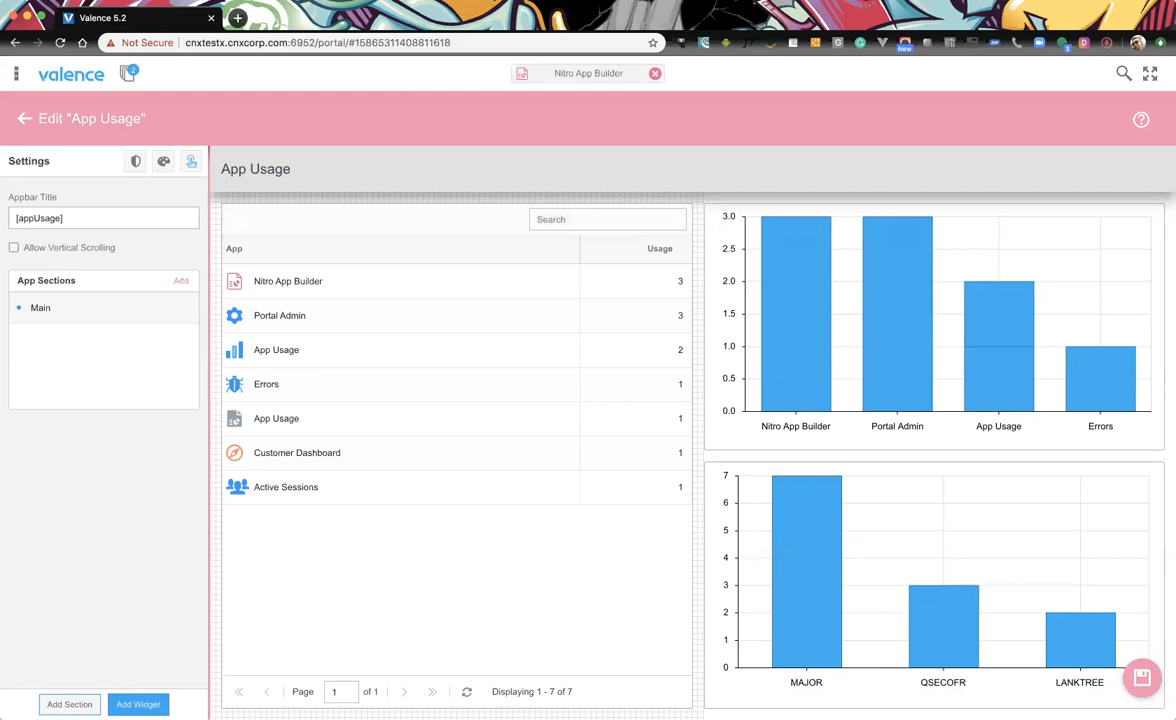 Valence 5.2
Not Secure
cnxtestx.cnxcorp.com:6952/portal/#15865311408811618
New
ZIP
3
valence
2
Nitro App Builder
Edit "App Usage"
Settings
App Usage
Appbar Title
[appUsage]
Allow Vertical Scrolling
App Sections
Add
Main
Search
App
Usage
Nitro App Builder
3
Portal Admin
3
App Usage
2
Errors
1
App Usage
1
Customer Dashboard
1
Active Sessions
1
3.0
2.5
2.0
1.5
1.0
0.5
0.0
Nitro App Builder
Portal Admin
App Usage
Errors
7
6
5
4
3
2
1
0
MAJOR
QSECOFR
LANKTREE
Page
1
of 1
Displaying 1 - 7 of 7
Add Section
Add Widget